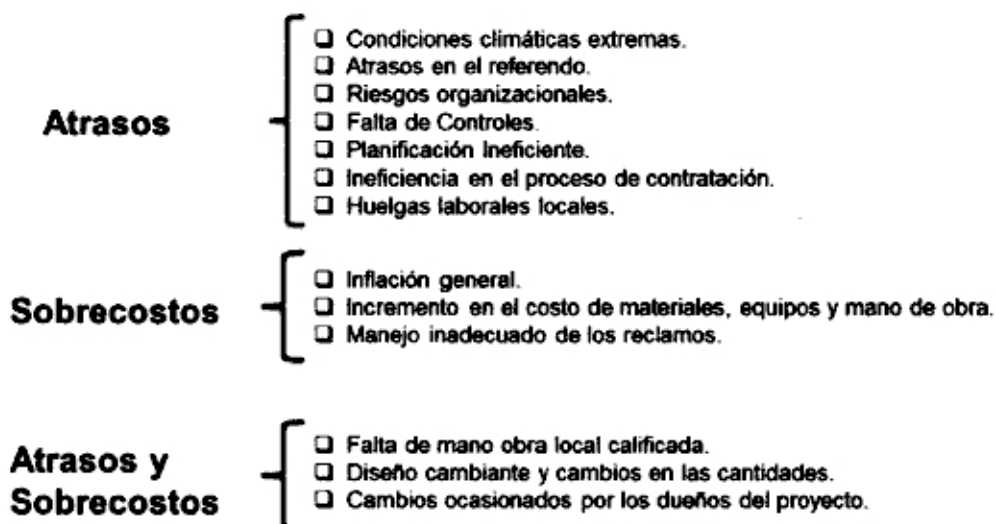 Atrasos
❑ Condiciones climáticas extremas.
❑ Atrasos en el referendo.
❑ Riesgos organizacionales.
❑ Falta de Controles.
❑ Planificación Ineficiente.
❑ Ineficiencia en el proceso de contratación.
❑ Huelgas laborales locales.
Sobrecostos
❑ Inflación general.
❑ Incremento en el costo de materiales, equipos y mano de obra.
❑ Manejo inadecuado de los reclamos.
Atrasos y
Sobrecostos
❑ Falta de mano obra local calificada.
❑ Diseño cambiante y cambios en las cantidades.
❑ Cambios ocasionados por los dueños del proyecto.